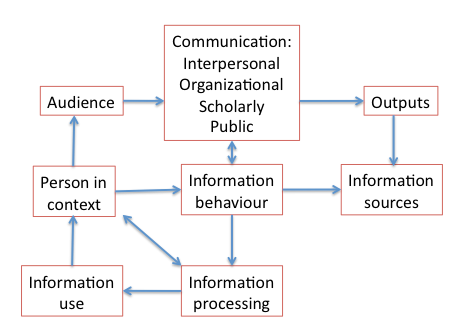 Communication:
Interpersonal
Organizational
Scholarly
Public
Audience
Outputs
Person in
context
Information
behaviour
Information
sources
Information
use
Information
processing